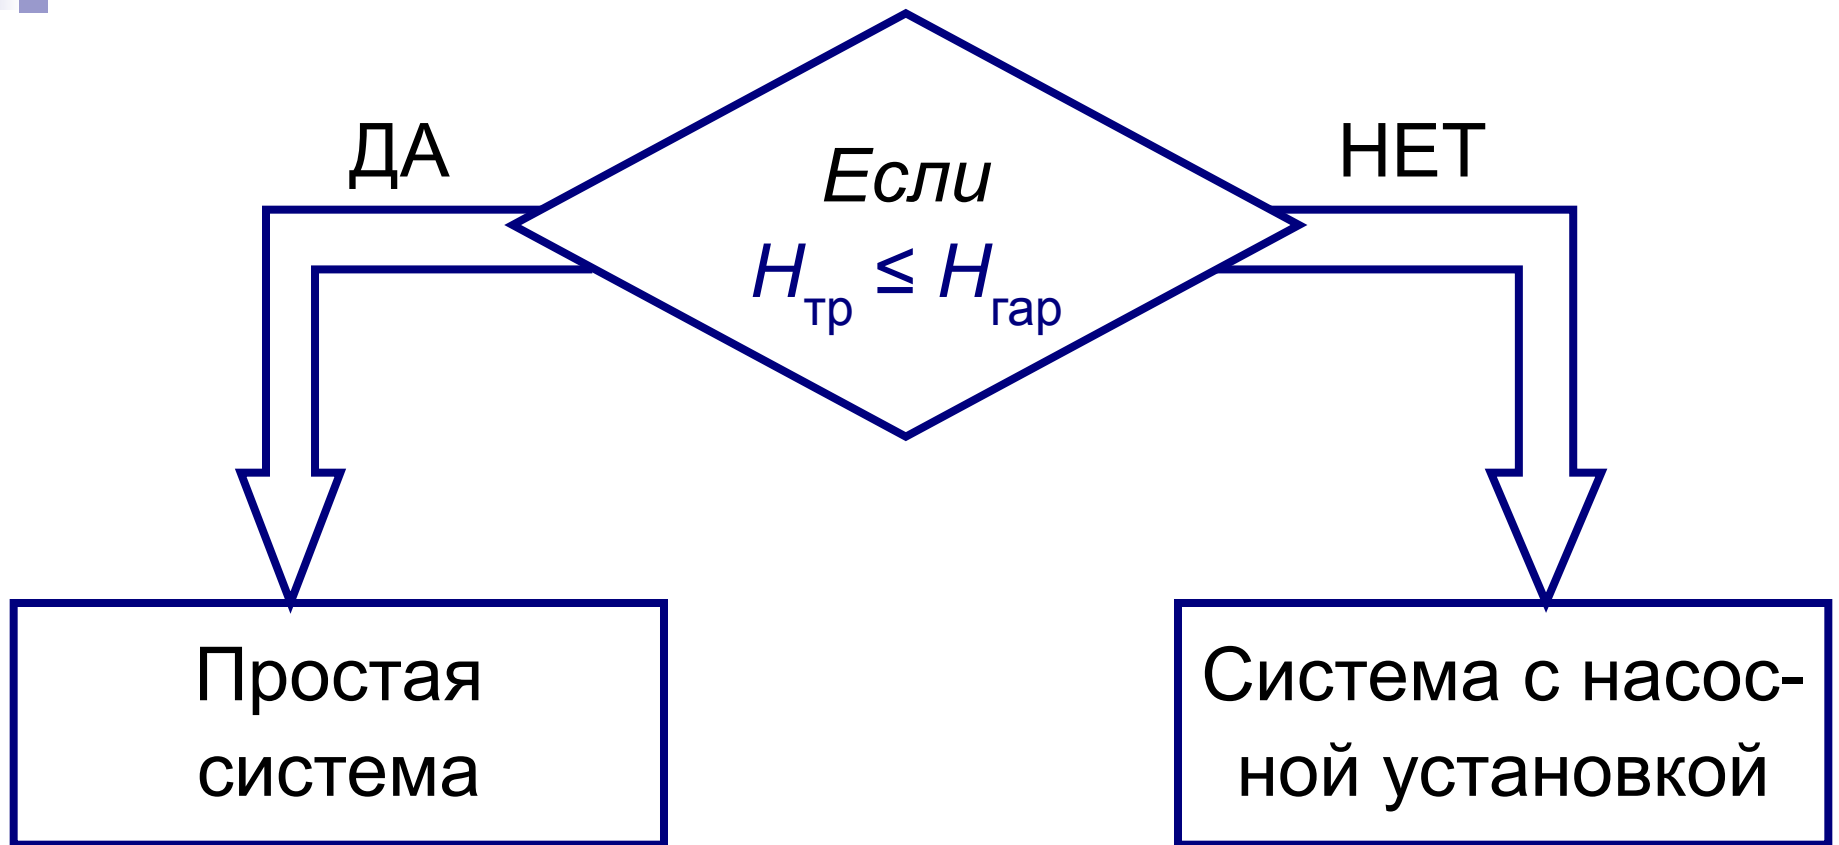 ДА
Если
НЕТ
Hтр ≤ Hгар
Простая
система
Система с насос-
ной установкой